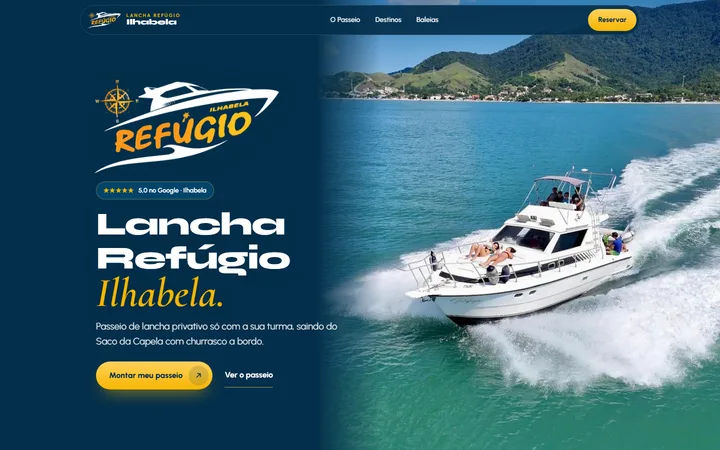 REFÚGIO
LANCHA REFÚGIO
Ilhabela
O Passeio
Destinos
Baleias
Reservar
N
W
E
S
ILHABELA
REFÚGIO
★★★★★ 5,0 no Google · Ilhabela
Lancha
Refúgio
Ilhabela.
Passeio de lancha privativo só com a sua turma, saindo do
Saco da Capela com churrasco a bordo.
Montar meu passeio
Ver o passeio